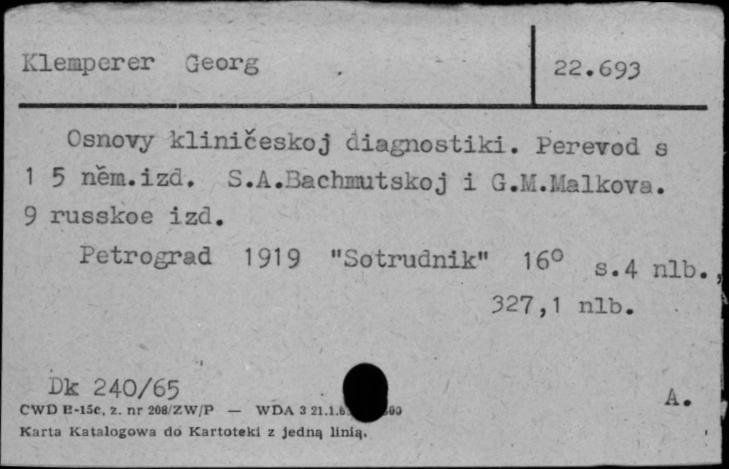 Klemperer Georg 22.693
Osnovy kliničeskoj diagnostiki. Perevod s
1 5 něm.izd. S.A.Bachmutskoj i G.M.Malkova.
9 russkoe izd.
Petrograd 1919 "Sotrudnik" 16° s.4 nlb.,
327,1 nlb.
Dk 240/65
A.
CWD E-15c, z. nr 208/ZW/P — WDA 3 21.1.6
Karta Katalogowa do Kartoteki z jedną linią.